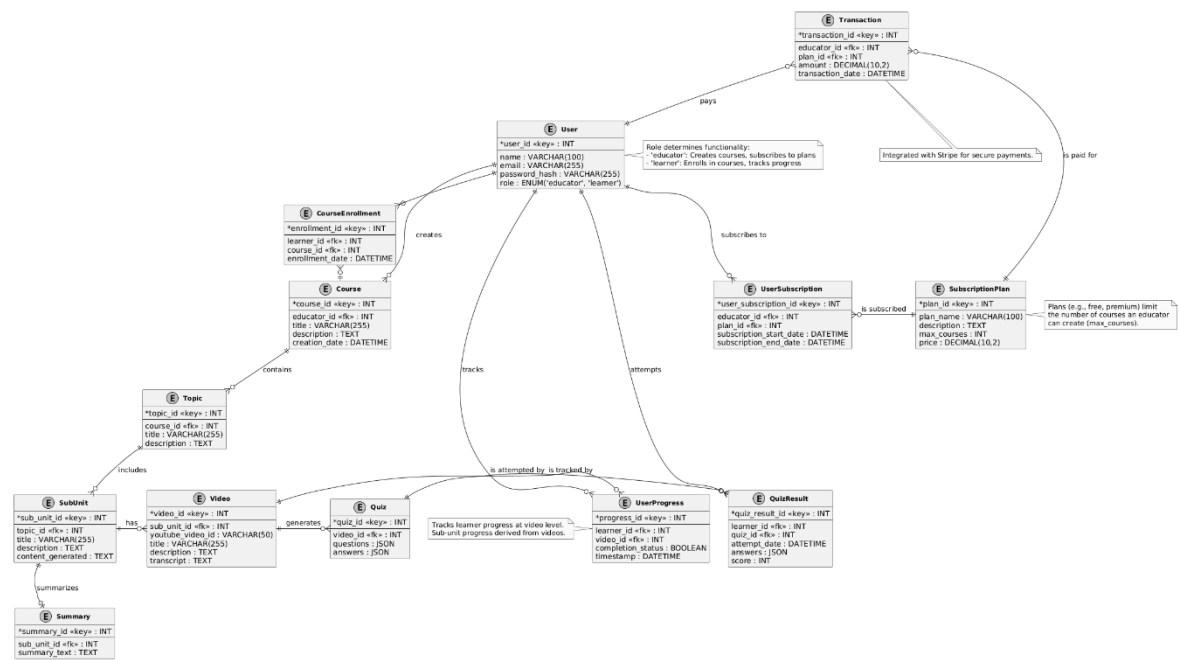 E Transaction
*transaction_id «key» : INT
educator_id «fk» : INT
plan_id «fk» : INT
amount : DECIMAL(10,2)
transaction_date : DATETIME
pays
E User
*user_id «key» : INT
name : VARCHAR(100)
email : VARCHAR(255)
password_hash : VARCHAR(255)
role : ENUM('educator', 'learner')
Role determines functionality:
- 'educator': Creates courses, subscribes to plans
- 'learner': Enrolls in courses, tracks progress
Integrated with Stripe for secure payments.
is paid for
E CourseEnrollment
*enrollment_id «key» : INT
learner_id «fk» : INT
course_id «fk» : INT
enrollment_date : DATETIME
creates
subscribes to
E Course
*course_id «key» : INT
educator_id «fk» : INT
title : VARCHAR(255)
description : TEXT
creation_date : DATETIME
E UserSubscription
*user_subscription_id «key» : INT
educator_id «fk» : INT
plan_id «fk» : INT
subscription_start_date : DATETIME
subscription_end_date : DATETIME
is subscribed
E SubscriptionPlan
*plan_id «key» : INT
plan_name : VARCHAR(100)
description : TEXT
max_courses : INT
price : DECIMAL(10,2)
Plans (e.g., free, premium) limit
the number of courses an educator
can create (max_courses).
contains
tracks
attempts
E Topic
*topic_id «key» : INT
course_id «fk» : INT
title : VARCHAR(255)
description : TEXT
includes
is attempted by
is tracked by
E SubUnit
*sub_unit_id «key» : INT
topic_id «fk» : INT
title : VARCHAR(255)
description : TEXT
content_generated : TEXT
has
E Video
*video_id «key» : INT
sub_unit_id «fk» : INT
youtube_video_id : VARCHAR(50)
title : VARCHAR(255)
description : TEXT
transcript : TEXT
generates
E Quiz
*quiz_id «key» : INT
video_id «fk» : INT
questions : JSON
answers : JSON
Tracks learner progress at video level.
Sub-unit progress derived from videos.
E UserProgress
*progress_id «key» : INT
learner_id «fk» : INT
video_id «fk» : INT
completion_status : BOOLEAN
timestamp : DATETIME
E QuizResult
*quiz_result_id «key» : INT
learner_id «fk» : INT
quiz_id «fk» : INT
attempt_date : DATETIME
answers : JSON
score : INT
summarizes
E Summary
*summary_id «key» : INT
sub_unit_id «fk» : INT
summary_text : TEXT